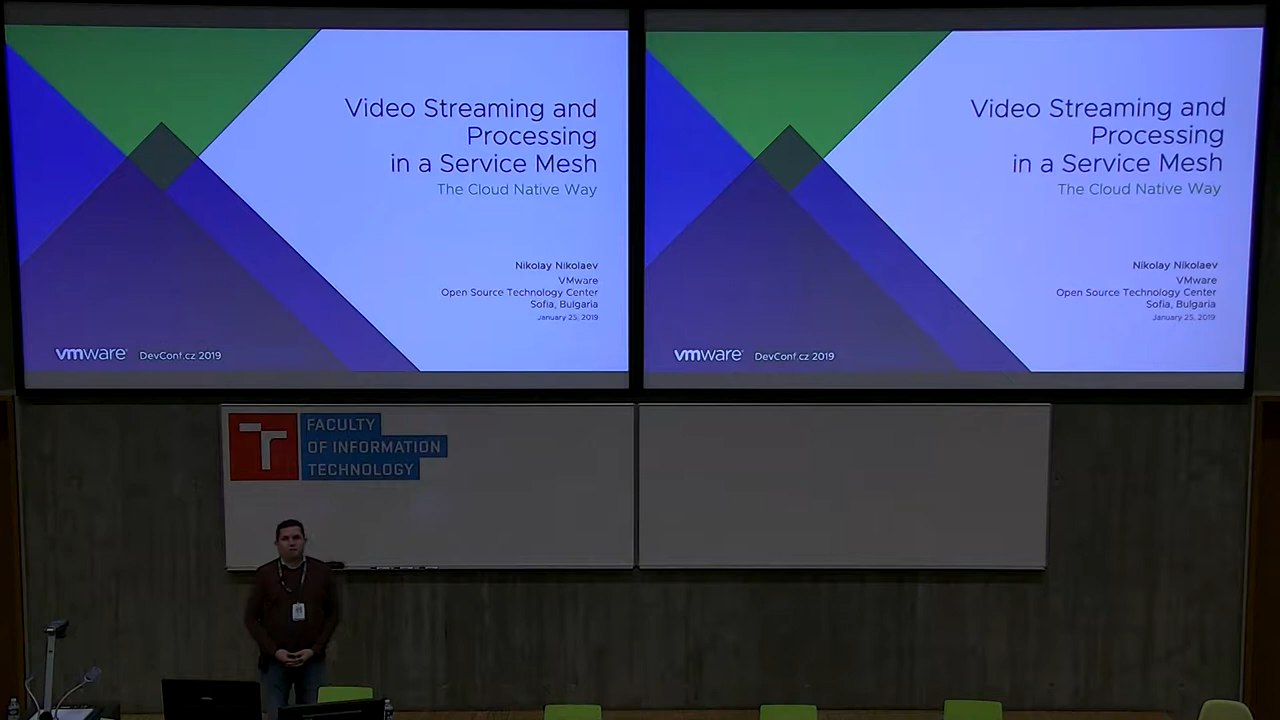 Video Streaming and
Processing
in a Service Mesh
The Cloud Native Way
Nikolay Nikolaev
VMware
Open Source Technology Center
Sofia, Bulgaria
January 25, 2019
vmware DevConf.cz 2019
Video Streaming and
Processing
in a Service Mesh
The Cloud Native Way
Nikolay Nikolaev
VMware
Open Source Technology Center
Sofia, Bulgaria
January 25, 2019
vmware DevConf.cz 2019
FACULTY
OF INFORMATION
TECHNOLOGY